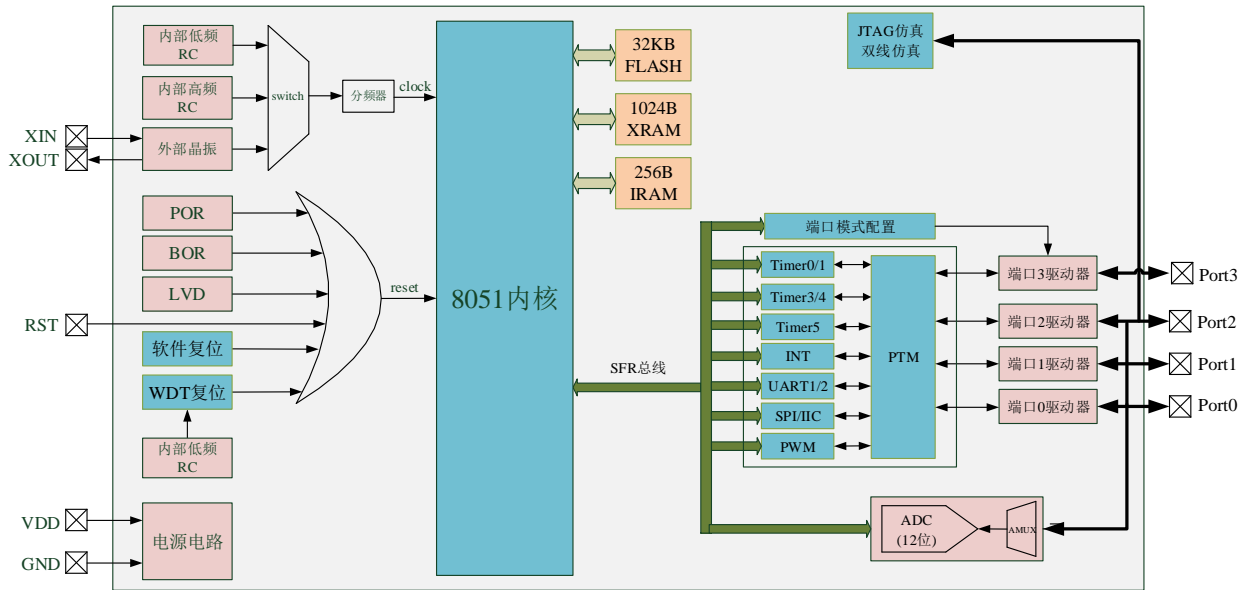 内部低频
RC
内部高频
RC
外部晶振
XIN
XOUT
switch
分频器
clock
POR
BOR
LVD
RST
软件复位
WDT复位
内部低频
RC
reset
VDD
GND
电源电路
8051内核
32KB
FLASH
1024B
XRAM
256B
IRAM
JTAG仿真
双线仿真
SFR总线
端口模式配置
Timer0/1
Timer3/4
Timer5
INT
UART1/2
SPI/IIC
PWM
PTM
端口3驱动器
端口2驱动器
端口1驱动器
端口0驱动器
Port3
Port2
Port1
Port0
ADC
(12位)
AMUX